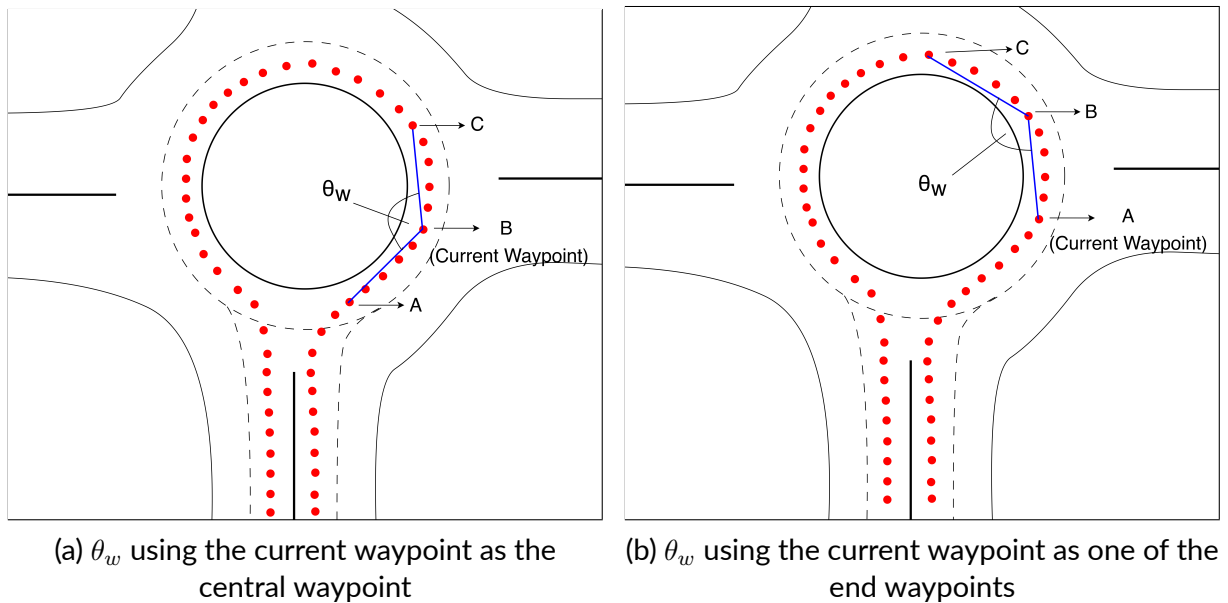 C
θw
B
(Current Waypoint)
A
C
B
θw
A
(Current Waypoint)
(a) θw using the current waypoint as the
central waypoint
(b) θw using the current waypoint as one of the
end waypoints